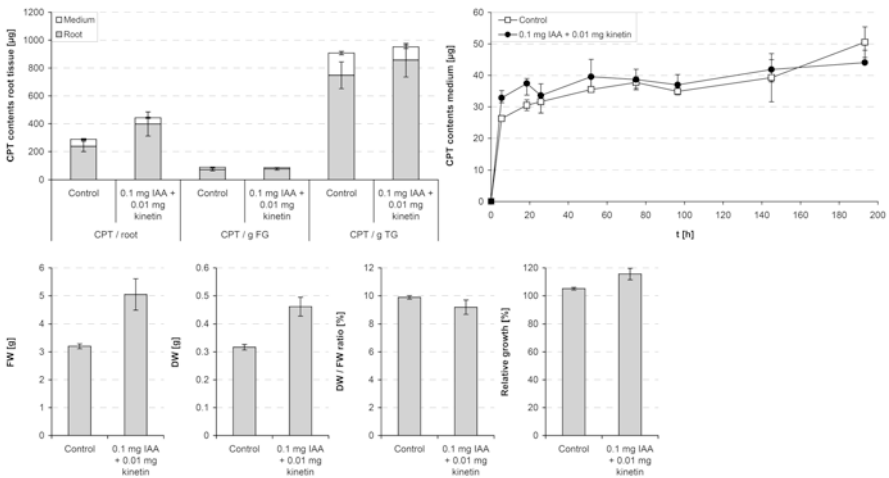 CPT contents root tissue [µg]
1200
1000
800
600
400
200
0
Medium
Root
Control
0.1 mg IAA + 0.01 mg kinetin
Control
0.1 mg IAA + 0.01 mg kinetin
Control
0.1 mg IAA + 0.01 mg kinetin
CPT / root
CPT / g FG
CPT / g TG
CPT contents medium [µg]
60
50
40
30
20
10
0
Control
0.1 mg IAA + 0.01 mg kinetin
0
20
40
60
80
100
120
140
160
180
200
t [h]
FW [g]
6
5
4
3
2
1
0
Control
0.1 mg IAA
+ 0.01 mg
kinetin
DW [g]
0.6
0.5
0.4
0.3
0.2
0.1
0
Control
0.1 mg IAA
+ 0.01 mg
kinetin
DW / FW ratio [%]
12
10
8
6
4
2
0
Control
0.1 mg IAA
+ 0.01 mg
kinetin
Relative growth [%]
120
100
80
60
40
20
0
Control
0.1 mg IAA
+ 0.01 mg
kinetin